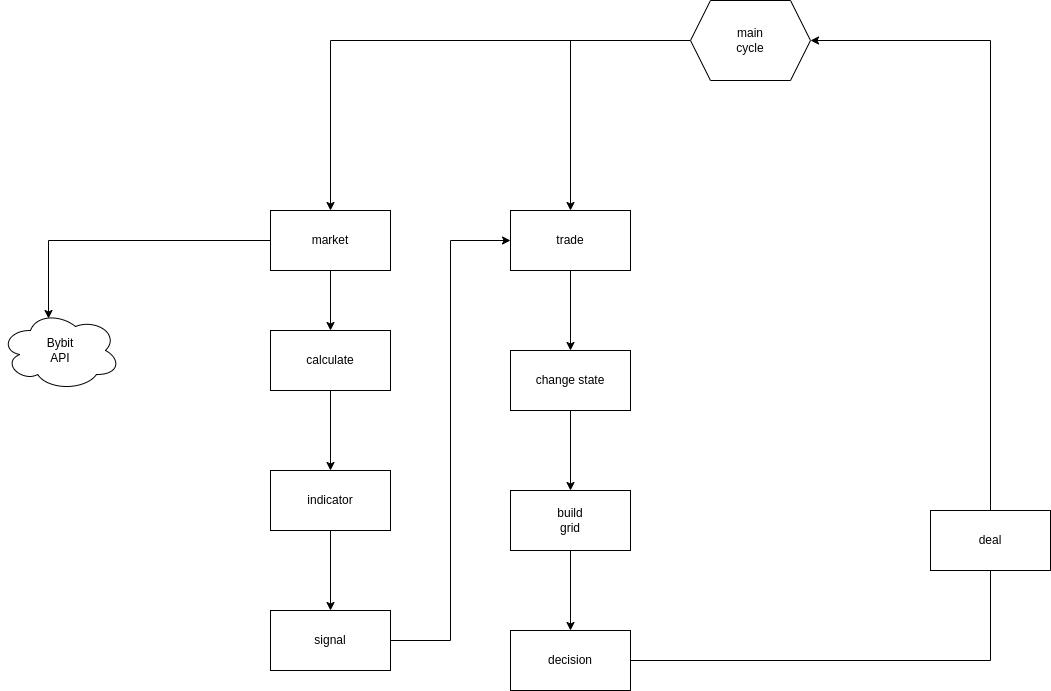 main
cycle
market
trade
Bybit
API
calculate
change state
indicator
build
grid
deal
signal
decision